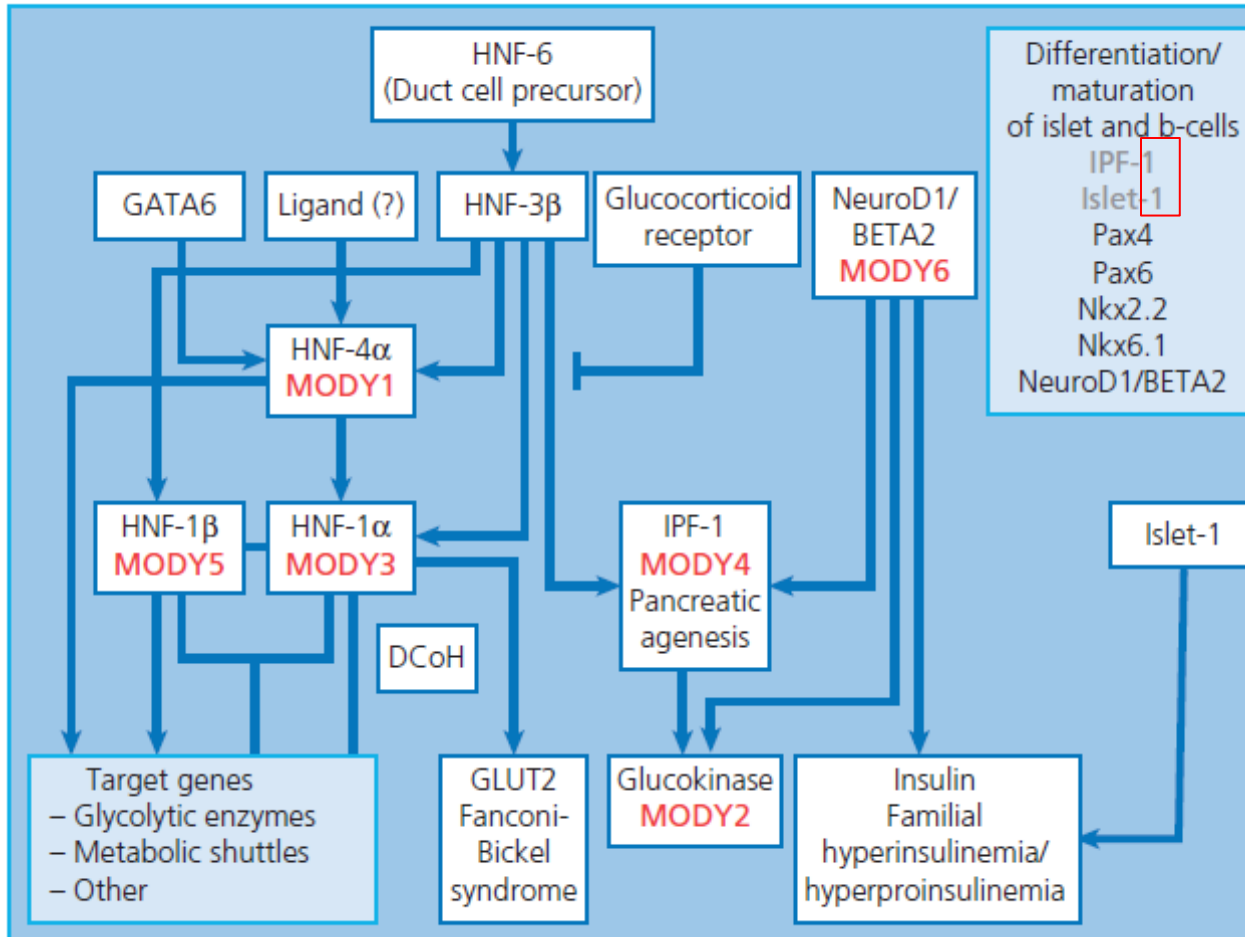 HNF-6
(Duct cell precursor)
Differentiation/
maturation
of islet and b-cells
IPF-1
Islet-1
Pax4
Pax6
Nkx2.2
Nkx6.1
NeuroD1/BETA2
GATA6
Ligand (?)
HNF-3β
Glucocorticoid
receptor
NeuroD1/
BETA2
MODY6
HNF-4α
MODY1
HNF-1β
MODY5
HNF-1α
MODY3
IPF-1
MODY4
Pancreatic
agenesis
Islet-1
DCoH
Target genes
– Glycolytic enzymes
– Metabolic shuttles
– Other
GLUT2
Fanconi-
Bickel
syndrome
Glucokinase
MODY2
Insulin
Familial
hyperinsulinemia/
hyperproinsulinemia